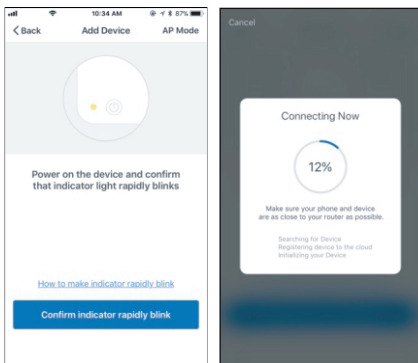 10:34 AM
87%
Back
Add Device
AP Mode
Power on the device and confirm
that indicator light rapidly blinks
How to make indicator rapidly blink
Confirm indicator rapidly blink
Cancel
Connecting Now
12%
Make sure your phone and device
are as close to your router as possible.
Searching for Device
Registering device to the cloud
Initializing your Device